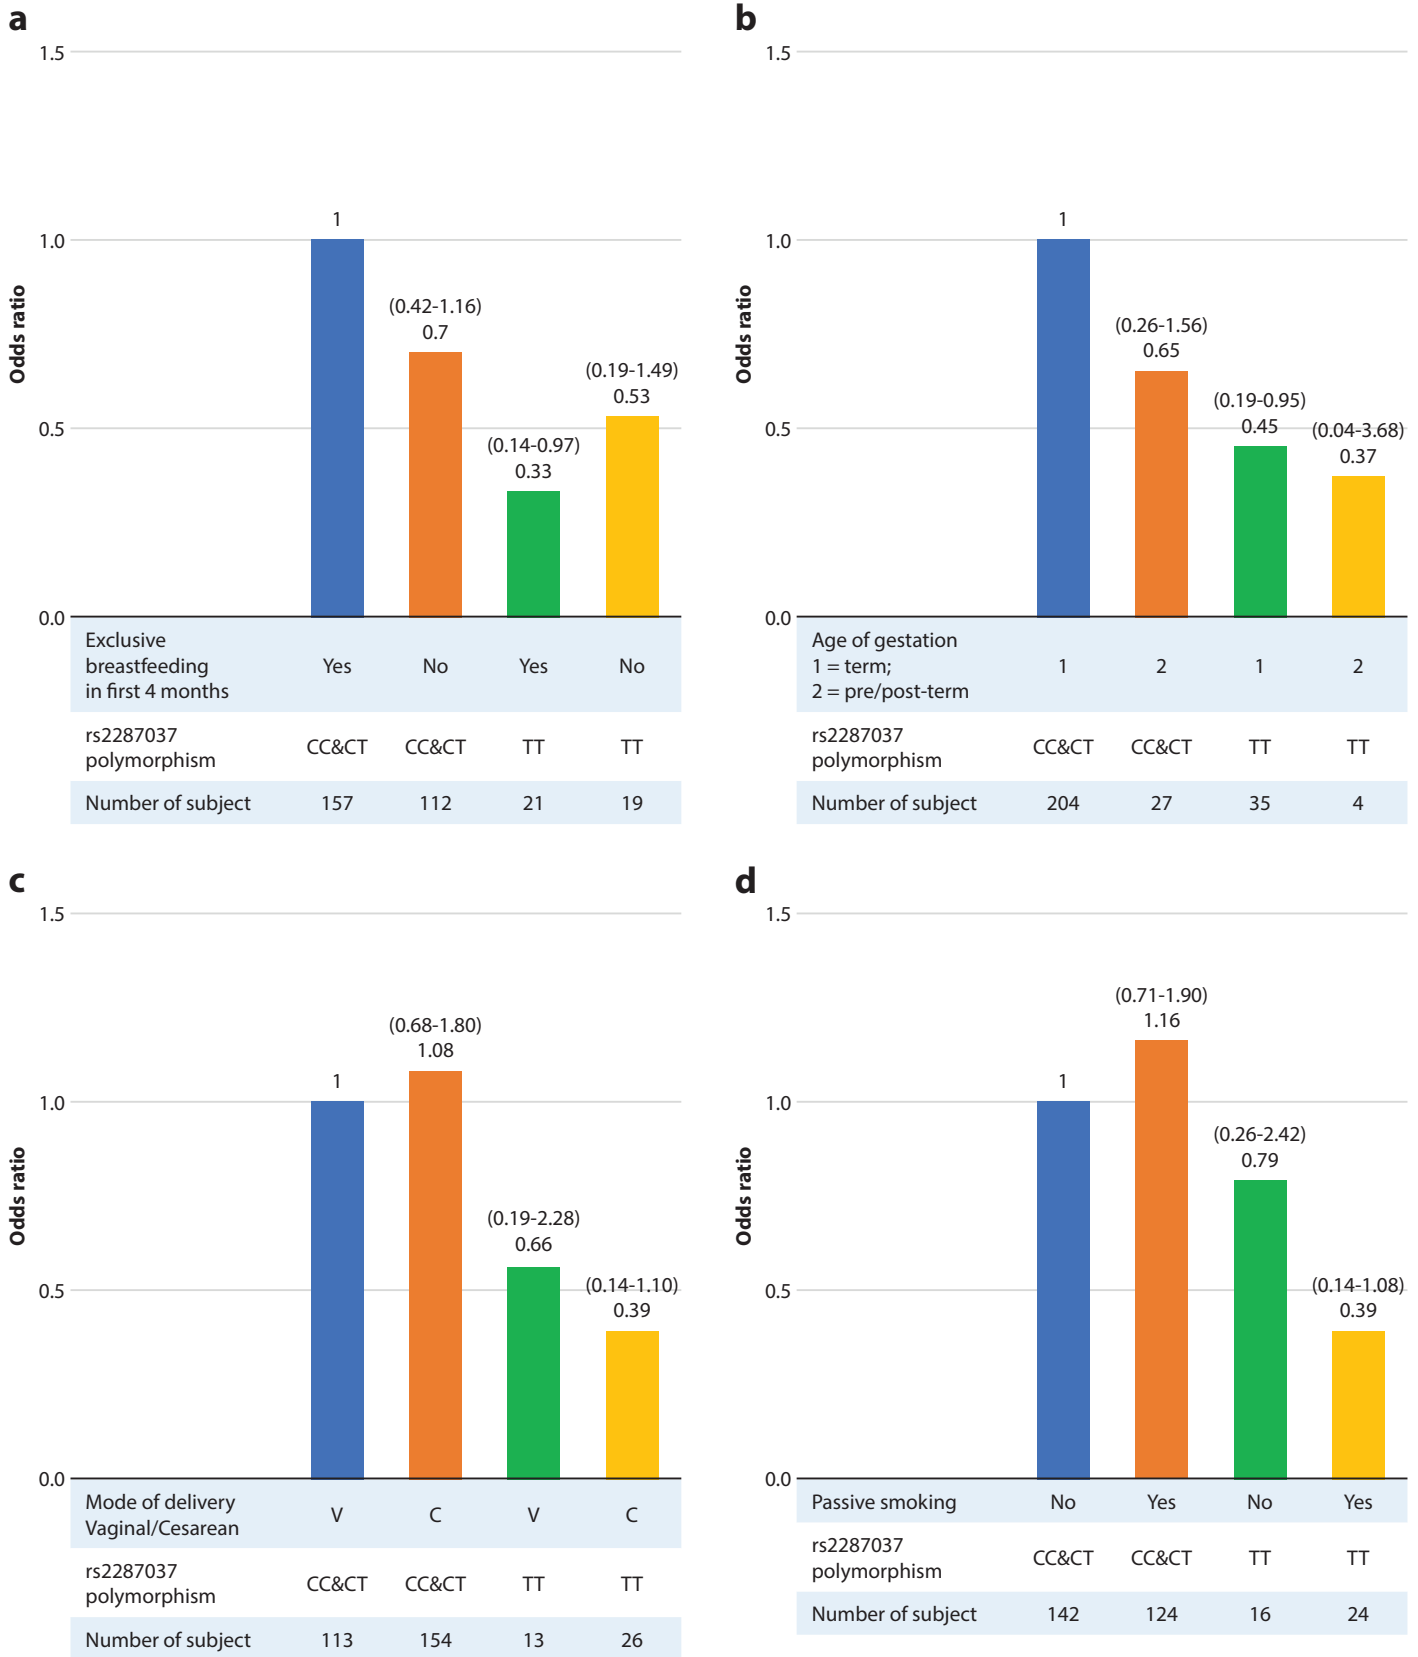 a
1.5
1.0
0.5
0.0
Odds ratio
1
(0.42-1.16)
0.7
(0.14-0.97)
0.33
(0.19-1.49)
0.53
Exclusive
breastfeeding
in first 4 months
Yes No Yes No
rs2287037
polymorphism
CC&CT CC&CT TT TT
Number of subject 157 112 21 19
b
1.5
1.0
0.5
0.0
Odds ratio
1
(0.26-1.56)
0.65
(0.19-0.95)
0.45
(0.04-3.68)
0.37
Age of gestation
1 = term;
2 = pre/post-term
1 2 1 2
rs2287037
polymorphism
CC&CT CC&CT TT TT
Number of subject 204 27 35 4
c
1.5
1.0
0.5
0.0
Odds ratio
1
(0.68-1.80)
1.08
(0.19-2.28)
0.66
(0.14-1.10)
0.39
Mode of delivery
Vaginal/Cesarean
V C V C
rs2287037
polymorphism
CC&CT CC&CT TT TT
Number of subject 113 154 13 26
d
1.5
1.0
0.5
0.0
Odds ratio
1
(0.71-1.90)
1.16
(0.26-2.42)
0.79
(0.14-1.08)
0.39
Passive smoking No Yes No Yes
rs2287037
polymorphism
CC&CT CC&CT TT TT
Number of subject 142 124 16 24